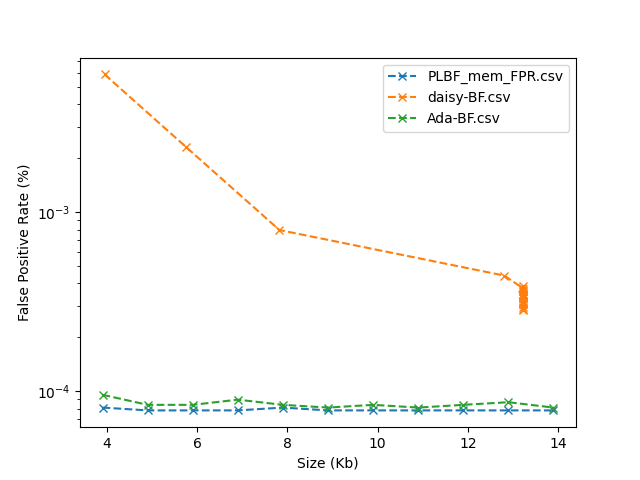 PLBF_mem_FPR.csv
daisy-BF.csv
Ada-BF.csv
False Positive Rate (%)
10⁻³
10⁻⁴
4 6 8 10 12 14
Size (Kb)